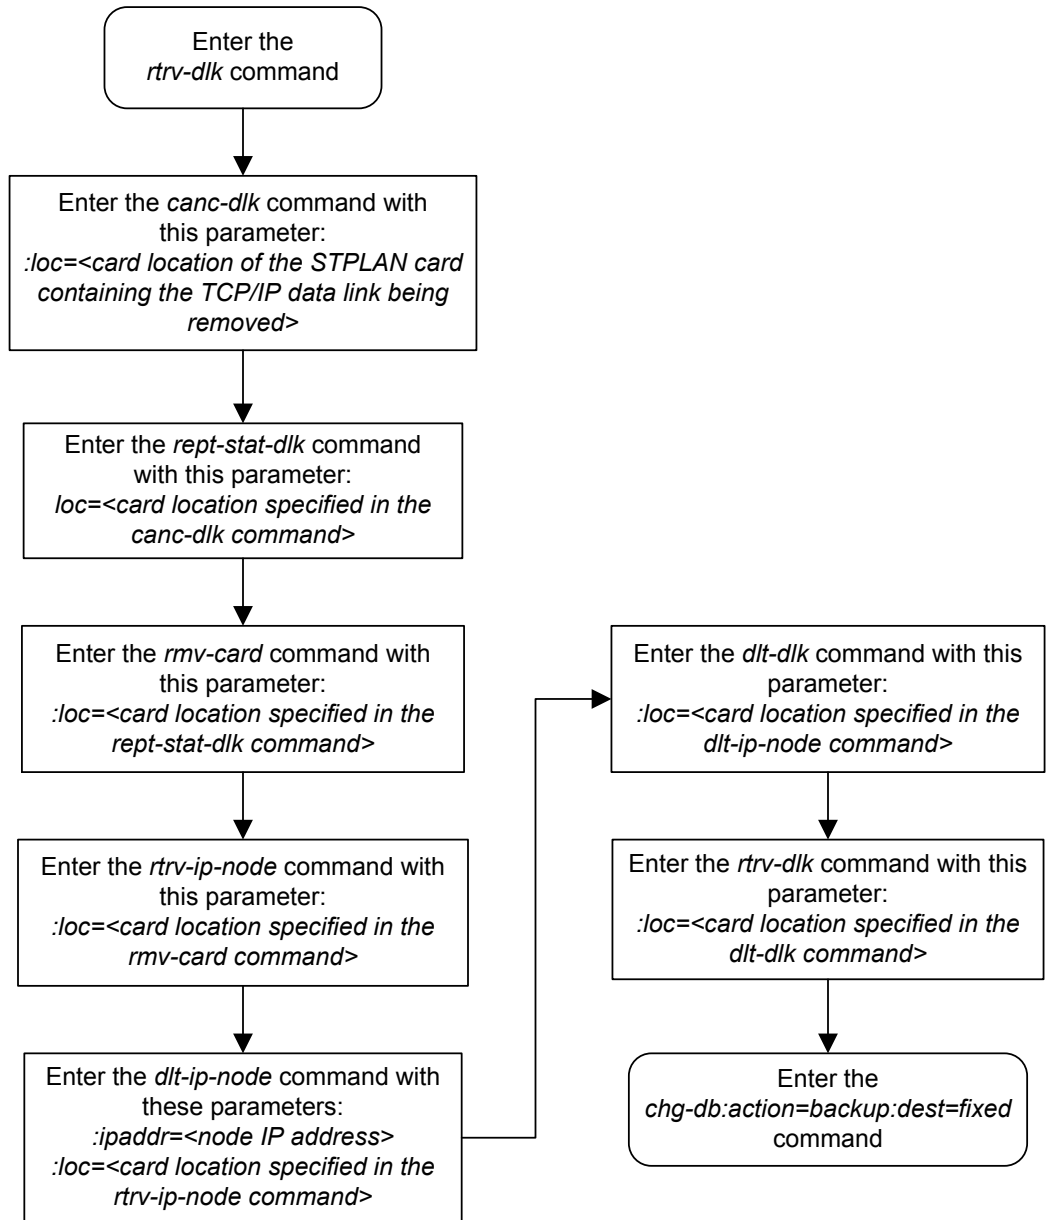 Enter the
rtrv-dlk command
Enter the canc-dlk command with
this parameter:
:loc=<card location of the STPLAN card
containing the TCP/IP data link being
removed>
Enter the rept-stat-dlk command
with this parameter:
loc=<card location specified in the
canc-dlk command>
Enter the rmv-card command with
this parameter:
:loc=<card location specified in the
rept-stat-dlk command>
Enter the rtrv-ip-node command with
this parameter:
:loc=<card location specified in the
rmv-card command>
Enter the dlt-ip-node command with
these parameters:
:ipaddr=<node IP address>
:loc=<card location specified in the
rtrv-ip-node command>
Enter the dlt-dlk command with this
parameter:
:loc=<card location specified in the
dlt-ip-node command>
Enter the rtrv-dlk command with this
parameter:
:loc=<card location specified in the
dlt-dlk command>
Enter the
chg-db:action=backup:dest=fixed
command